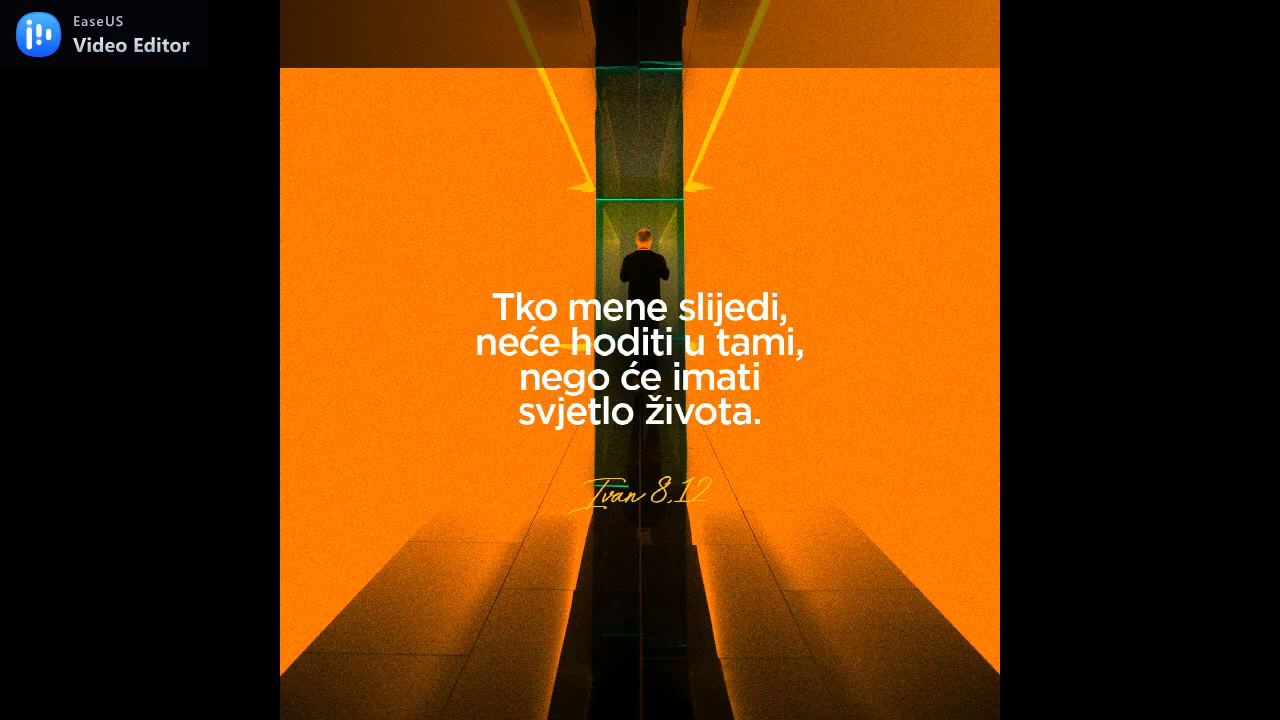 EaseUS
Video Editor
Tko mene slijedi,
neće hoditi u tami,
nego će imati
svjetlo života.
Ivan 8,12